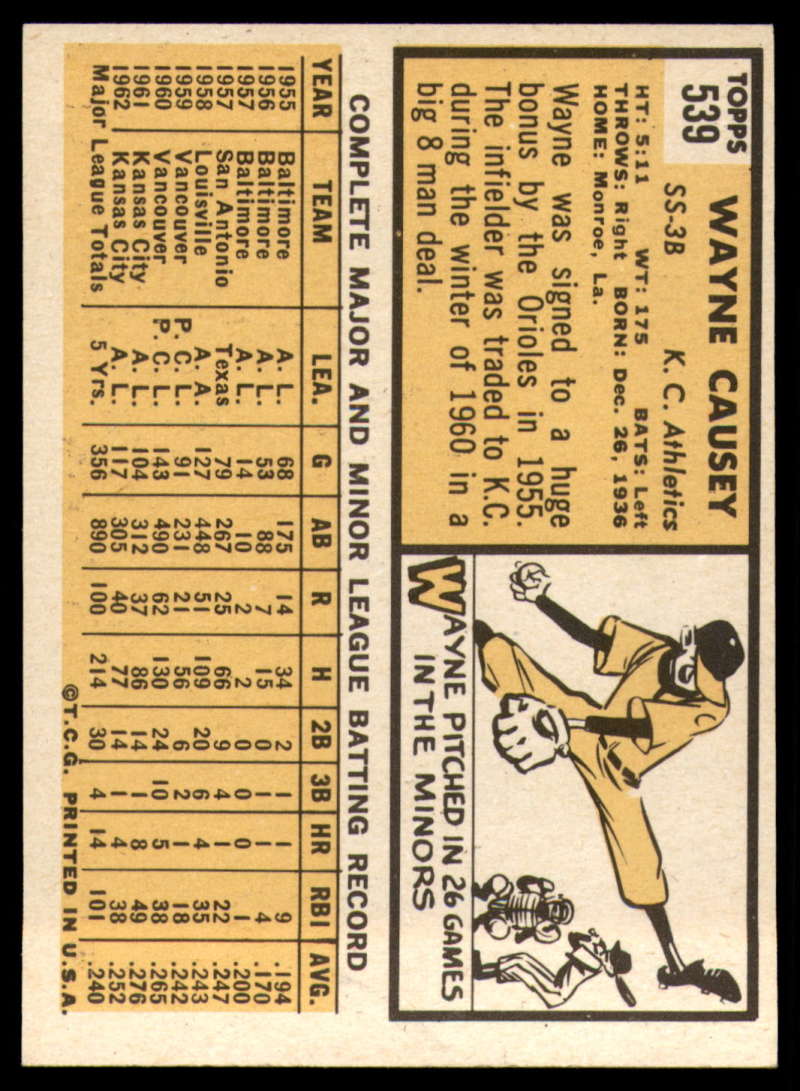 TOPPS
539
WAYNE CAUSEY
SS-3B K. C. Athletics
HT: 5:11 WT: 175 BATS: Left
THROWS: Right BORN: Dec. 26, 1936
HOME: Monroe, La.
Wayne was signed to a huge
bonus by the Orioles in 1955.
The infielder was traded to K.C.
during the winter of 1960 in a
big 8 man deal.
WAYNE PITCHED IN 26 GAMES
IN THE MINORS
COMPLETE MAJOR AND MINOR LEAGUE BATTING RECORD
YEAR TEAM LEA. G AB R H 2B 3B HR RBI AVG.
1955 Baltimore A. L. 68 175 14 34 2 1 1 9 .194
1956 Baltimore A. L. 53 88 7 15 0 1 1 4 .170
1957 Baltimore A. L. 14 10 2 2 0 0 0 1 .200
1957 San Antonio Texas 79 267 25 66 9 4 1 22 .247
1958 Louisville A. A. 127 448 51 109 20 6 4 35 .243
1959 Vancouver P. C. L. 91 231 21 56 6 2 1 18 .242
1960 Vancouver P. C. L. 143 490 62 130 24 10 5 38 .265
1961 Kansas City A. L. 104 312 37 86 14 1 8 49 .276
1962 Kansas City A. L. 117 305 40 77 14 1 4 38 .252
Major League Totals 5 Yrs. 356 890 100 214 30 4 14 101 .240
©T.C.G. PRINTED IN U.S.A.